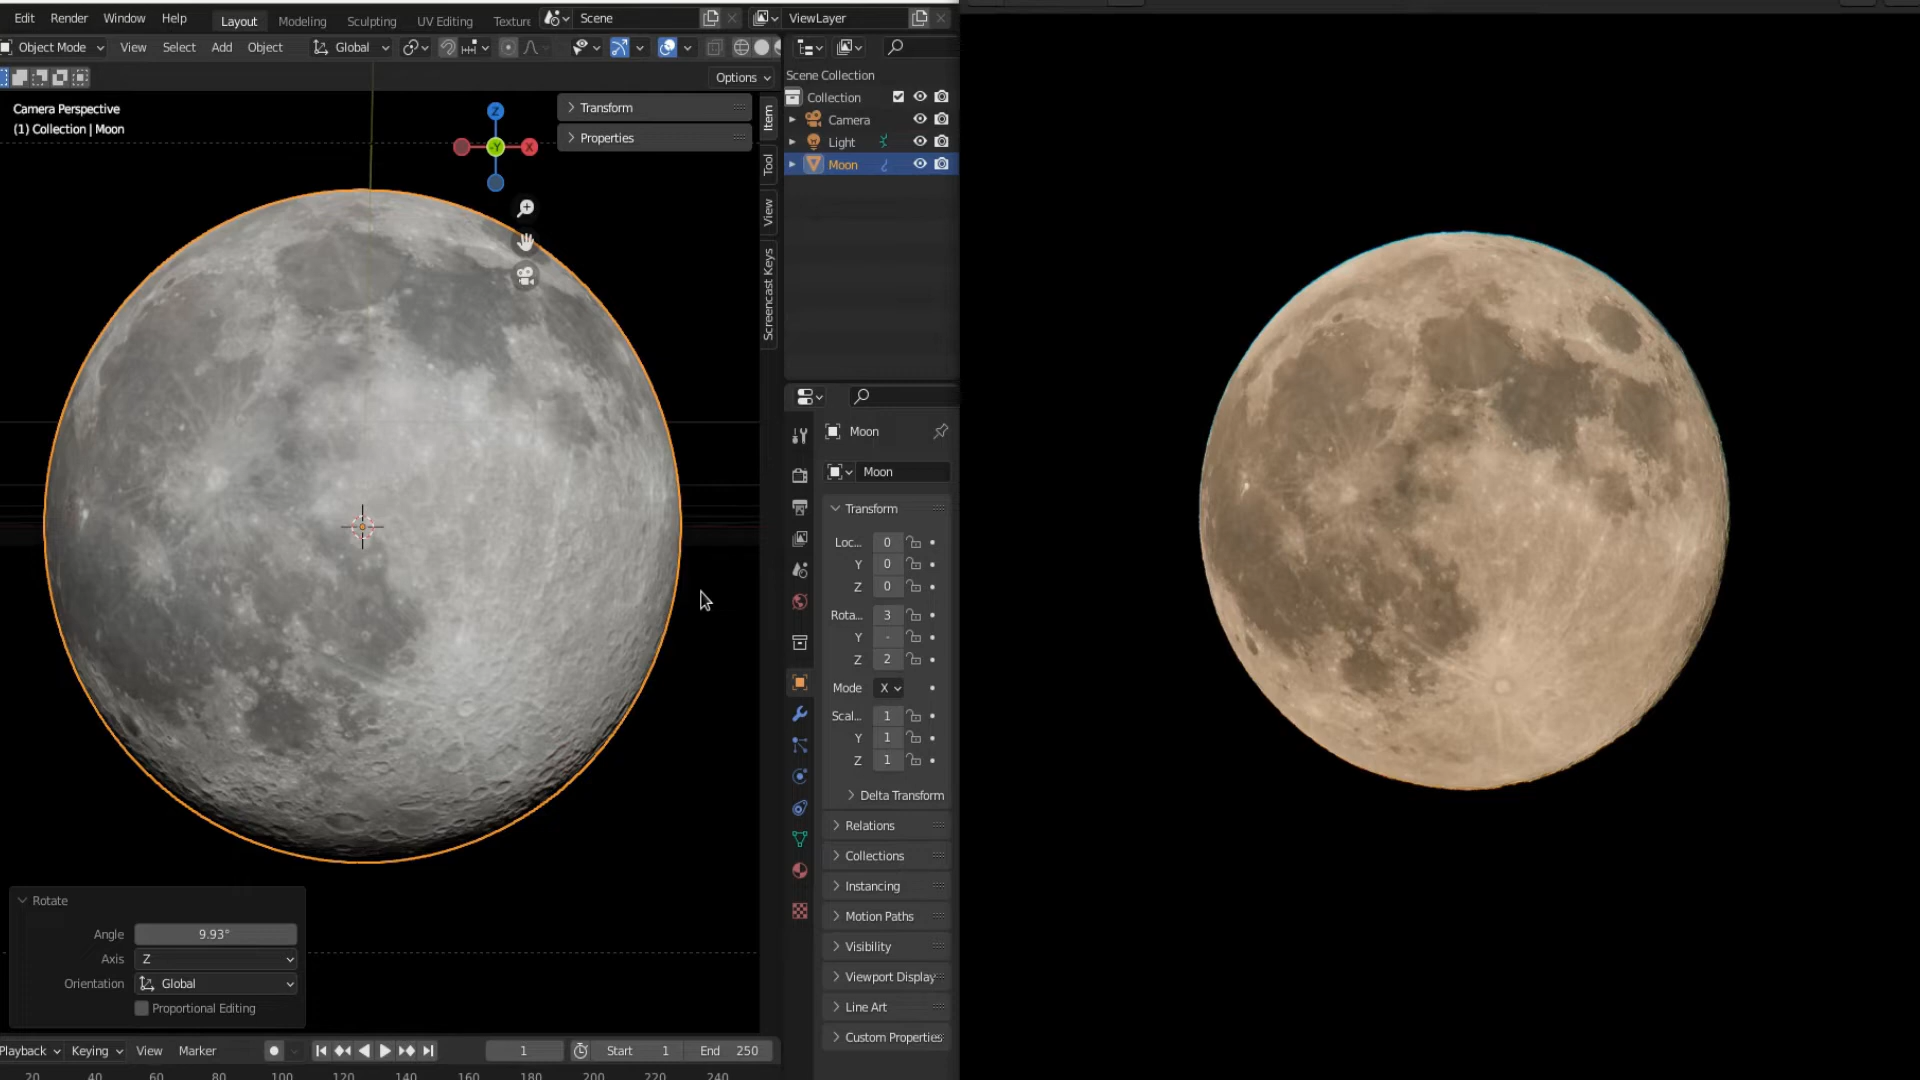 Edit Render Window Help Layout Modeling Sculpting UV Editing Texture Scene ViewLayer
Object Mode View Select Add Object Global
Options
Camera Perspective
(1) Collection | Moon
Z
Y
X
Transform
Properties
Item
Tool
View
Screencast Keys
Scene Collection
Collection
Camera
Light
Moon
Moon
Moon
Transform
Loc... 0
Y 0
Z 0
Rota... 3
Y -
Z 2
Mode X
Scal... 1
Y 1
Z 1
Delta Transform
Relations
Collections
Instancing
Motion Paths
Visibility
Viewport Display
Line Art
Custom Properties
Rotate
Angle 9.93°
Axis Z
Orientation Global
Proportional Editing
Playback Keying View Marker 1 Start 1 End 250
20 40 60 80 100 120 140 160 180 200 220 240